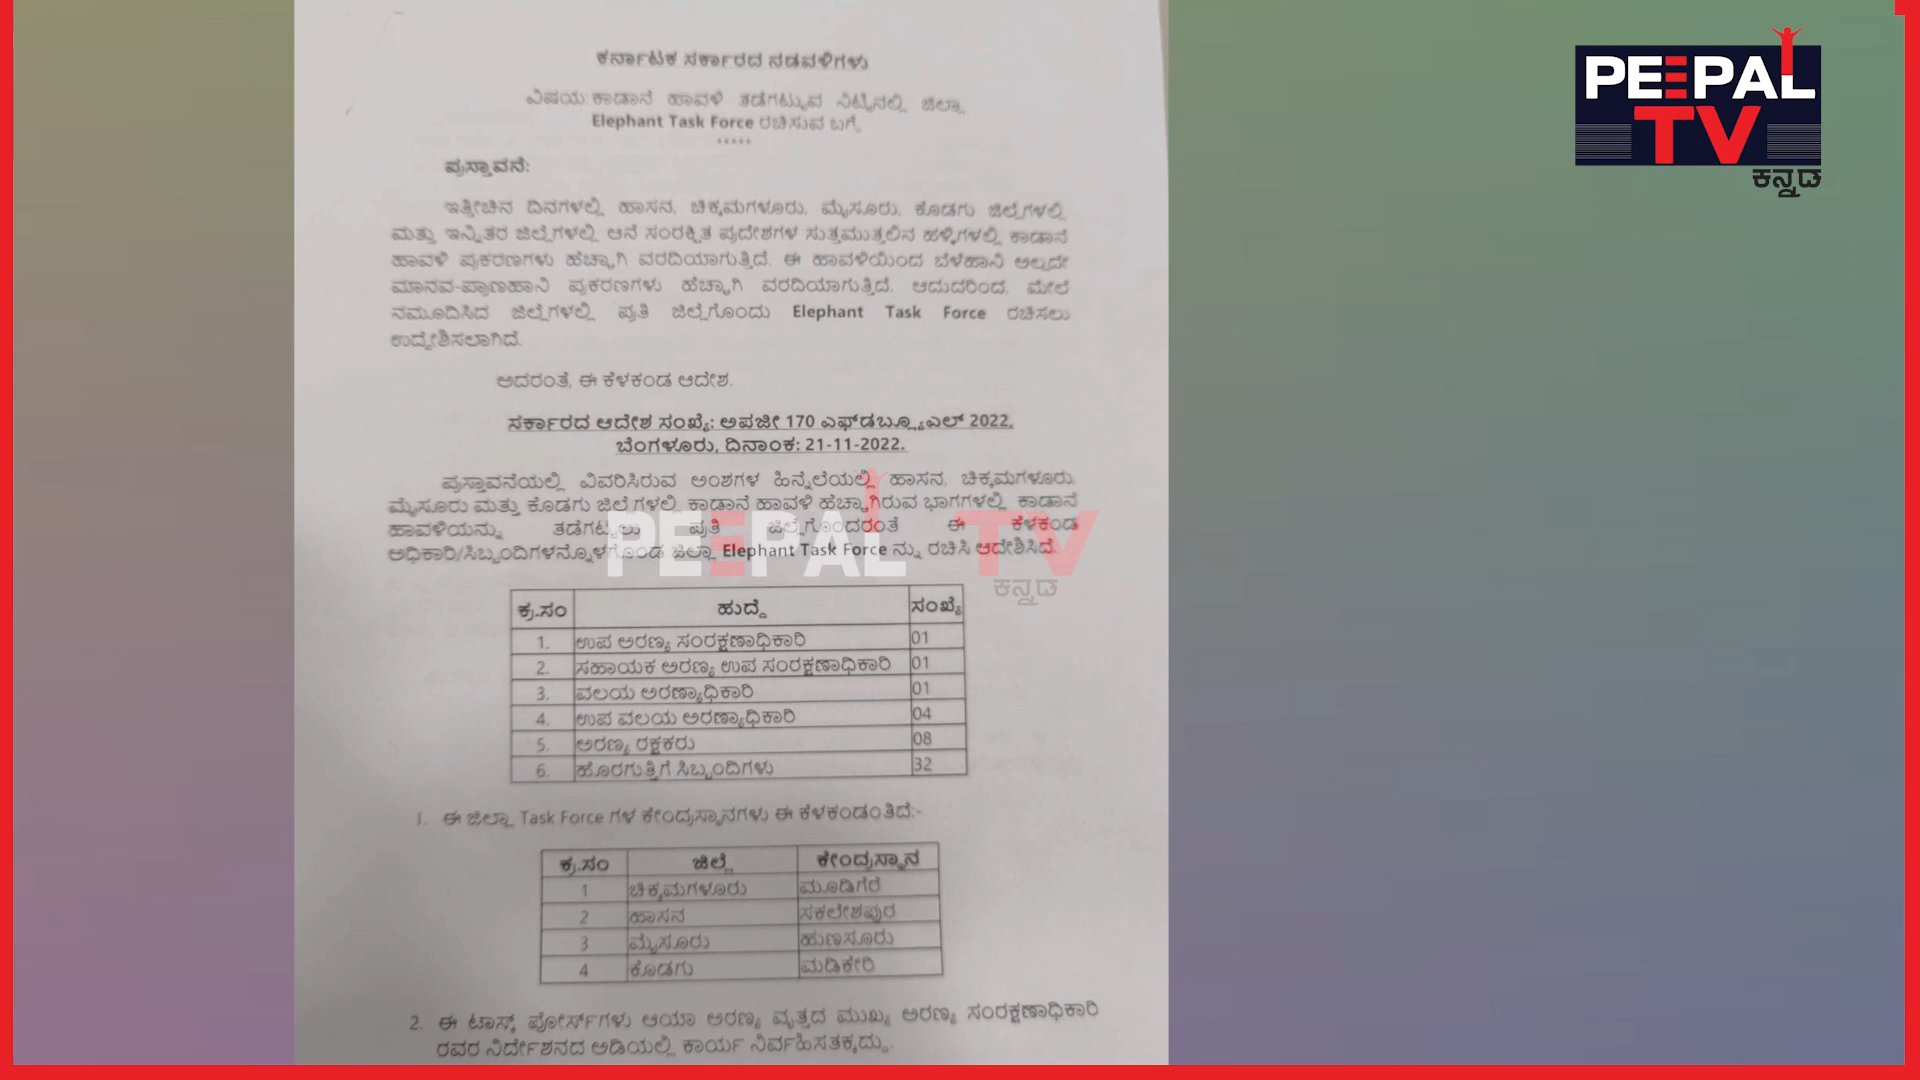 ಕರ್ನಾಟಕ ಸರ್ಕಾರದ ನಡವಳಿಗಳು
ವಿಷಯ: ಕಾಡಾನೆ ಹಾವಳಿ ತಡೆಗಟ್ಟುವ ನಿಟ್ಟಿನಲ್ಲಿ ಜಿಲ್ಲಾ
Elephant Task Force ರಚಿಸುವ ಬಗ್ಗೆ
*****
ಪ್ರಸ್ತಾವನೆ:
ಇತ್ತೀಚಿನ ದಿನಗಳಲ್ಲಿ ಹಾಸನ, ಚಿಕ್ಕಮಗಳೂರು, ಮೈಸೂರು, ಕೊಡಗು ಜಿಲ್ಲೆಗಳಲ್ಲಿ
ಮತ್ತು ಇನ್ನಿತರ ಜಿಲ್ಲೆಗಳಲ್ಲಿ ಆನೆ ಸಂರಕ್ಷಿತ ಪ್ರದೇಶಗಳ ಸುತ್ತಮುತ್ತಲಿನ ಹಳ್ಳಿಗಳಲ್ಲಿ ಕಾಡಾನೆ
ಹಾವಳಿ ಪ್ರಕರಣಗಳು ಹೆಚ್ಚಾಗಿ ವರದಿಯಾಗುತ್ತಿದೆ. ಈ ಹಾವಳಿಯಿಂದ ಬೆಳೆಹಾನಿ ಅಲ್ಲದೇ
ಮಾನವ-ಪ್ರಾಣಹಾನಿ ಪ್ರಕರಣಗಳು ಹೆಚ್ಚಾಗಿ ವರದಿಯಾಗುತ್ತಿದೆ. ಆದುದರಿಂದ, ಮೇಲೆ
ನಮೂದಿಸಿದ ಜಿಲ್ಲೆಗಳಲ್ಲಿ ಪ್ರತಿ ಜಿಲ್ಲೆಗೊಂದು Elephant Task Force ರಚಿಸಲು
ಉದ್ದೇಶಿಸಲಾಗಿದೆ.
ಅದರಂತೆ, ಈ ಕೆಳಕಂಡ ಆದೇಶ.
ಸರ್ಕಾರದ ಆದೇಶ ಸಂಖ್ಯೆ: ಅಪಜೀ 170 ಎಫ್‌ಡಬ್ಲ್ಯೂಎಲ್ 2022,
ಬೆಂಗಳೂರು, ದಿನಾಂಕ: 21-11-2022.
ಪ್ರಸ್ತಾವನೆಯಲ್ಲಿ ವಿವರಿಸಿರುವ ಅಂಶಗಳ ಹಿನ್ನೆಲೆಯಲ್ಲಿ ಹಾಸನ, ಚಿಕ್ಕಮಗಳೂರು,
ಮೈಸೂರು ಮತ್ತು ಕೊಡಗು ಜಿಲ್ಲೆಗಳಲ್ಲಿ ಕಾಡಾನೆ ಹಾವಳಿ ಹೆಚ್ಚಾಗಿರುವ ಭಾಗಗಳಲ್ಲಿ ಕಾಡಾನೆ
ಹಾವಳಿಯನ್ನು ತಡೆಗಟ್ಟಲು ಪ್ರತಿ ಜಿಲ್ಲೆಗೊಂದರಂತೆ ಈ ಕೆಳಕಂಡ
ಅಧಿಕಾರಿ/ಸಿಬ್ಬಂದಿಗಳನ್ನೊಳಗೊಂಡ ಜಿಲ್ಲಾ Elephant Task Force ನ್ನು ರಚಿಸಿ ಆದೇಶಿಸಿದೆ.
ಕ್ರ.ಸಂ ಹುದ್ದೆ ಸಂಖ್ಯೆ
1. ಉಪ ಅರಣ್ಯ ಸಂರಕ್ಷಣಾಧಿಕಾರಿ 01
2. ಸಹಾಯಕ ಅರಣ್ಯ ಉಪ ಸಂರಕ್ಷಣಾಧಿಕಾರಿ 01
3. ವಲಯ ಅರಣ್ಯಾಧಿಕಾರಿ 01
4. ಉಪ ವಲಯ ಅರಣ್ಯಾಧಿಕಾರಿ 04
5. ಅರಣ್ಯ ರಕ್ಷಕರು 08
6. ಹೊರಗುತ್ತಿಗೆ ಸಿಬ್ಬಂದಿಗಳು 32
1. ಈ ಜಿಲ್ಲಾ Task Force ಗಳ ಕೇಂದ್ರಸ್ಥಾನಗಳು ಈ ಕೆಳಕಂಡಂತಿದೆ:-
ಕ್ರ.ಸಂ ಜಿಲ್ಲೆ ಕೇಂದ್ರಸ್ಥಾನ
1 ಚಿಕ್ಕಮಗಳೂರು ಮೂಡಿಗೆರೆ
2 ಹಾಸನ ಸಕಲೇಶಪುರ
3 ಮೈಸೂರು ಹುಣಸೂರು
4 ಕೊಡಗು ಮಡಿಕೇರಿ
2. ಈ ಟಾಸ್ಕ್ ಫೋರ್ಸ್‌ಗಳು ಆಯಾ ಅರಣ್ಯ ವೃತ್ತದ ಮುಖ್ಯ ಅರಣ್ಯ ಸಂರಕ್ಷಣಾಧಿಕಾರಿ
ರವರ ನಿರ್ದೇಶನದ ಅಡಿಯಲ್ಲಿ ಕಾರ್ಯ ನಿರ್ವಹಿಸತಕ್ಕದ್ದು.
PEEPAL TV
ಕನ್ನಡ
PEEPAL
TV
ಕನ್ನಡ